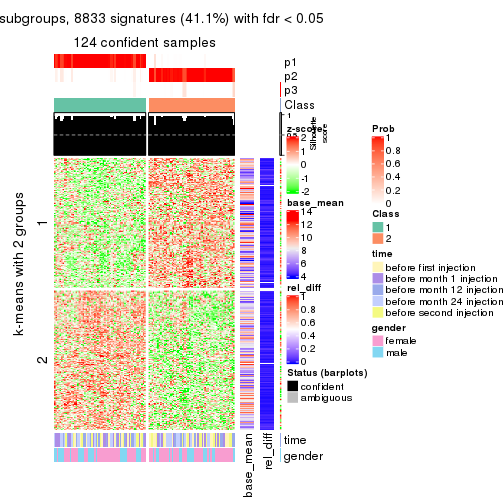 subgroups, 8833 signatures (41.1%) with fdr < 0.05
124 confident samples
p1
p2
p3
Class
1
Silhouette
score
k-means with 2 groups
1
2
time
gender
base_mean
rel_diff
z-score
2
1
0
-1
-2
base_mean
14
12
10
8
6
4
rel_diff
1
0.8
0.6
0.4
0.2
0
Status (barplots)
confident
ambiguous
Prob
1
0.8
0.6
0.4
0.2
0
Class
1
2
time
before first injection
before month 1 injection
before month 12 injection
before month 24 injection
before second injection
gender
female
male